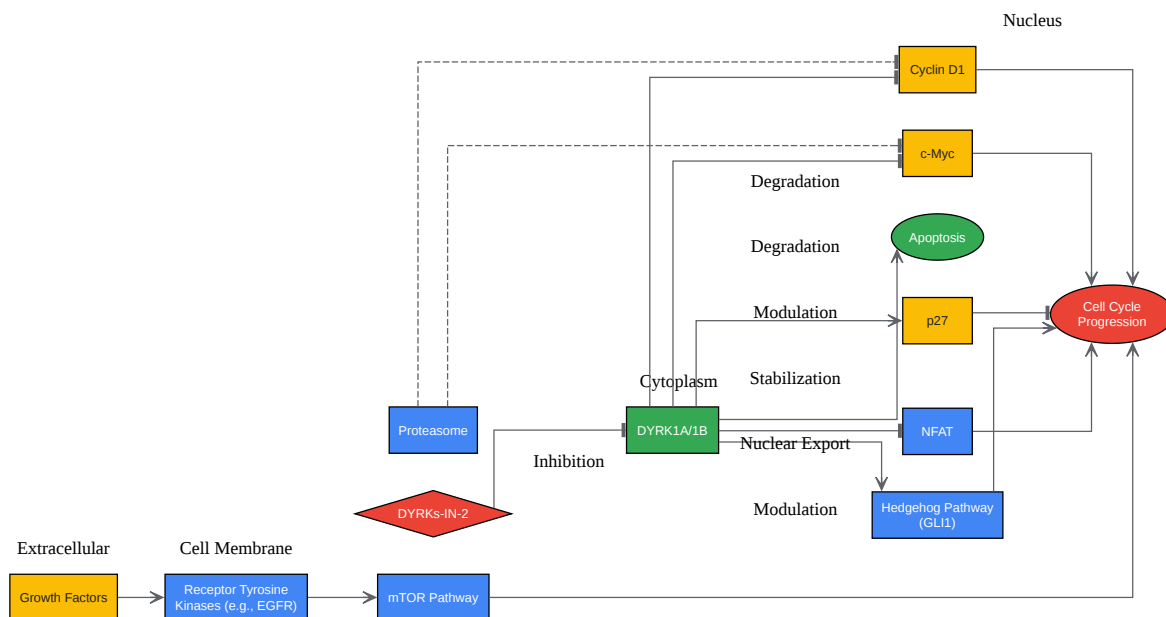 Nucleus
Cyclin D1
c-Myc
Degradation
Apoptosis
Degradation
Modulation
p27
Cell Cycle
Progression
Cytoplasm
Stabilization
Proteasome
DYRK1A/1B
NFAT
Nuclear Export
Inhibition
DYRKs-IN-2
Modulation
Hedgehog Pathway
(GLI1)
Extracellular
Cell Membrane
Growth Factors
Receptor Tyrosine
Kinases (e.g., EGFR)
mTOR Pathway